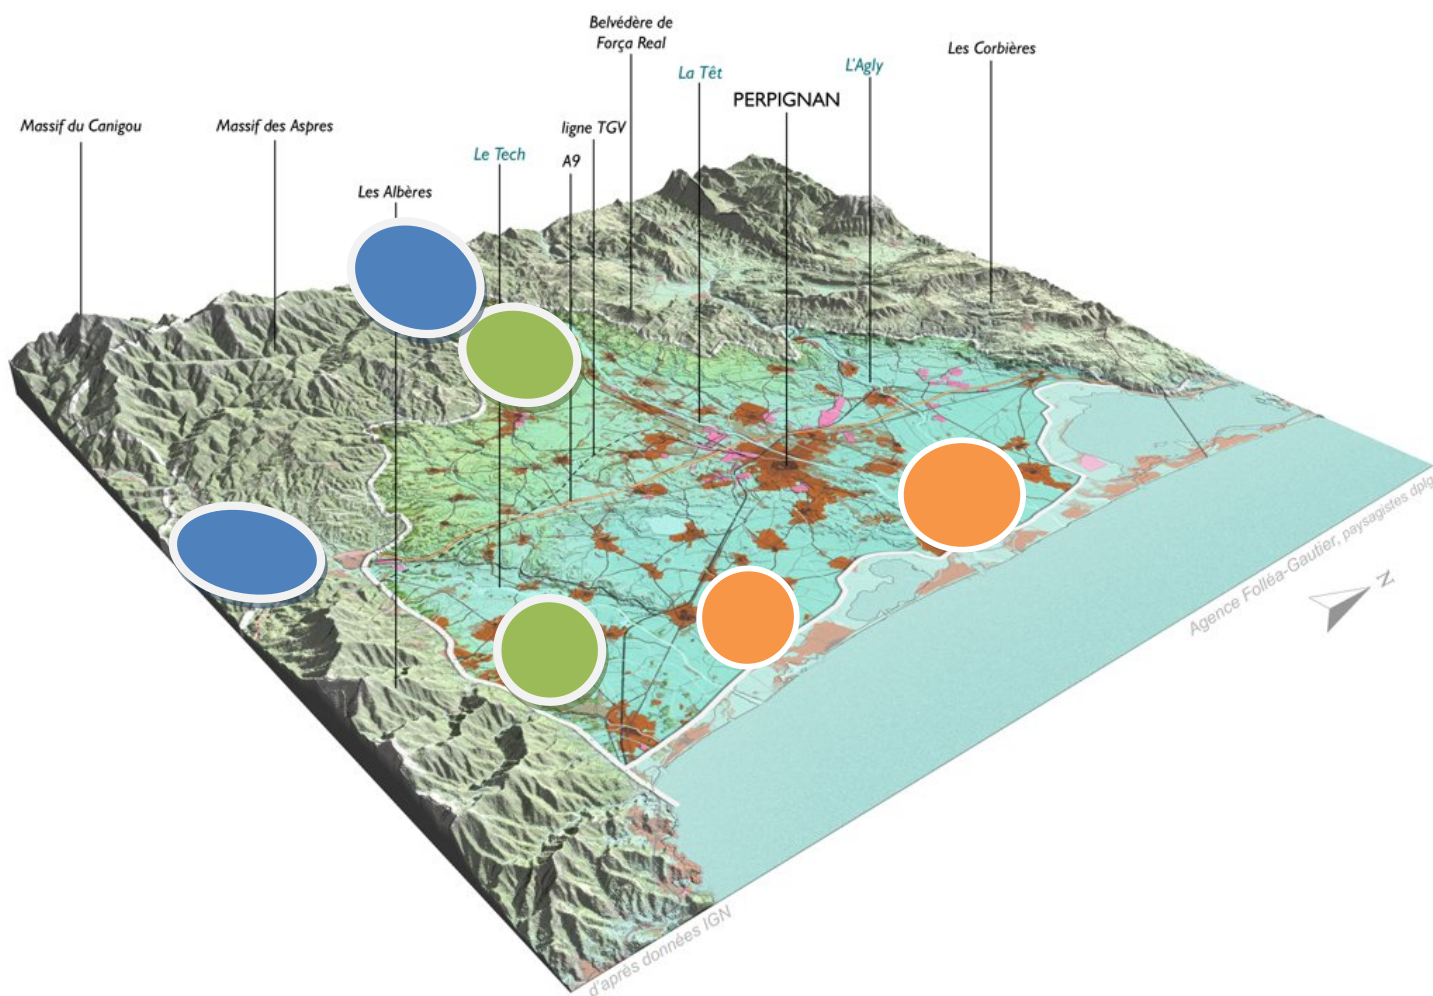 Belvédère de
Força Real
Les Corbières
La Têt
L'Agly
PERPIGNAN
Massif du Canigou
Massif des Aspres
ligne TGV
Le Tech
A9
Les Albères
Agence Folléa-Gautier, paysagistes dplg
N
d'après données IGN